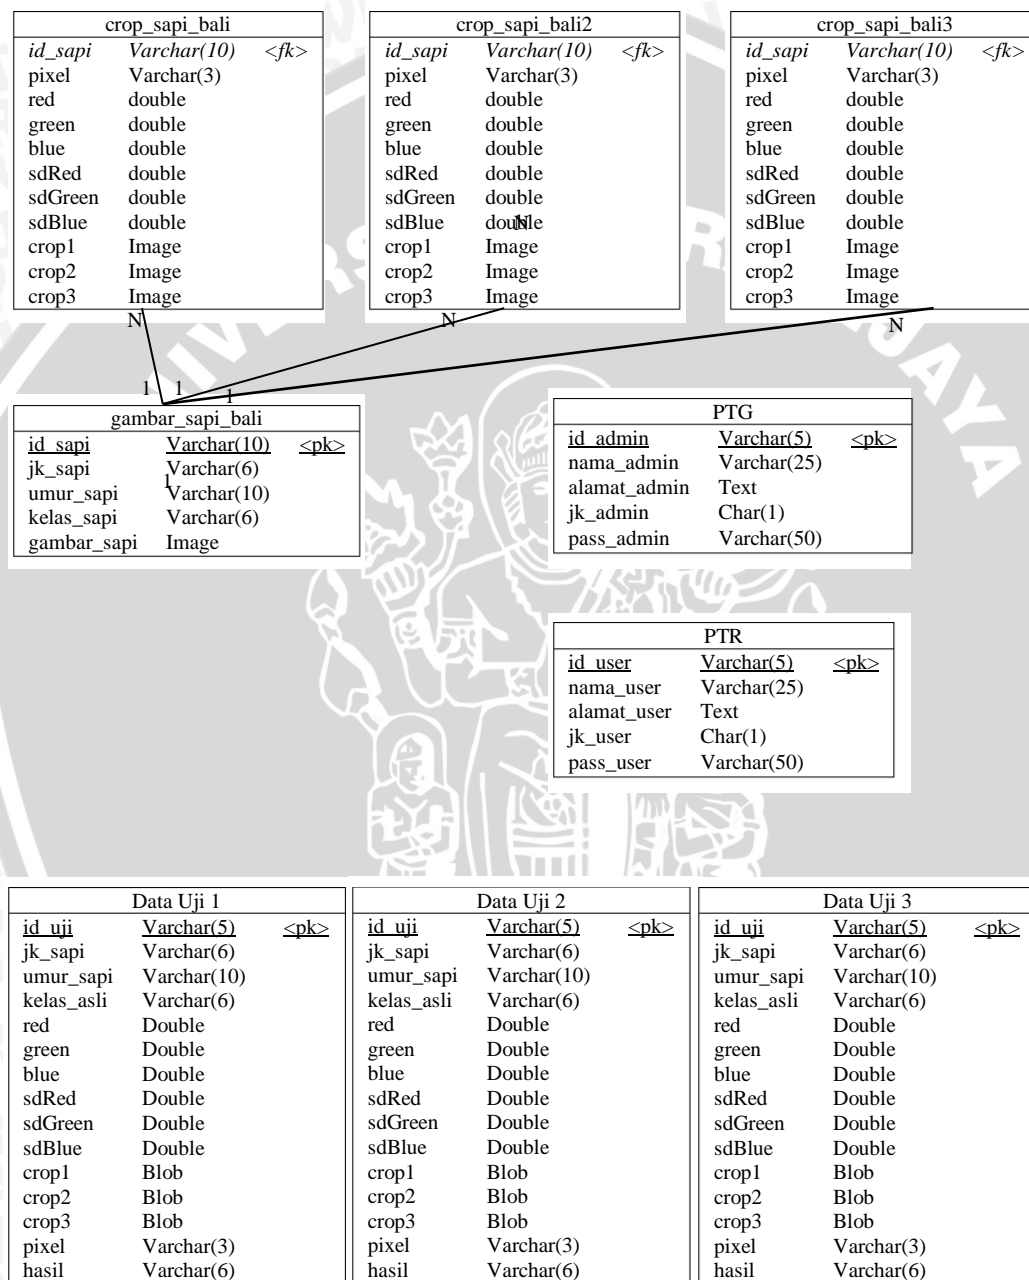 crop_sapi_bali
id_sapi Varchar(10) <fk>
pixel Varchar(3)
red double
green double
blue double
sdRed double
sdGreen double
sdBlue double
crop1 Image
crop2 Image
crop3 Image
N
crop_sapi_bali2
id_sapi Varchar(10) <fk>
pixel Varchar(3)
red double
green double
blue double
sdRed double
sdGreen double
sdBlue double
N
crop1 Image
crop2 Image
crop3 Image
N
crop_sapi_bali3
id_sapi Varchar(10) <fk>
pixel Varchar(3)
red double
green double
blue double
sdRed double
sdGreen double
sdBlue double
crop1 Image
crop2 Image
crop3 Image
N
1 1 1
gambar_sapi_bali
id_sapi Varchar(10) <pk>
jk_sapi Varchar(6)
1
umur_sapi Varchar(10)
kelas_sapi Varchar(6)
gambar_sapi Image
PTG
id_admin Varchar(5) <pk>
nama_admin Varchar(25)
alamat_admin Text
jk_admin Char(1)
pass_admin Varchar(50)
PTR
id_user Varchar(5) <pk>
nama_user Varchar(25)
alamat_user Text
jk_user Char(1)
pass_user Varchar(50)
Data Uji 1
id_uji Varchar(5) <pk>
jk_sapi Varchar(6)
umur_sapi Varchar(10)
kelas_asli Varchar(6)
red Double
green Double
blue Double
sdRed Double
sdGreen Double
sdBlue Double
crop1 Blob
crop2 Blob
crop3 Blob
pixel Varchar(3)
hasil Varchar(6)
Data Uji 2
id_uji Varchar(5) <pk>
jk_sapi Varchar(6)
umur_sapi Varchar(10)
kelas_asli Varchar(6)
red Double
green Double
blue Double
sdRed Double
sdGreen Double
sdBlue Double
crop1 Blob
crop2 Blob
crop3 Blob
pixel Varchar(3)
hasil Varchar(6)
Data Uji 3
id_uji Varchar(5) <pk>
jk_sapi Varchar(6)
umur_sapi Varchar(10)
kelas_asli Varchar(6)
red Double
green Double
blue Double
sdRed Double
sdGreen Double
sdBlue Double
crop1 Blob
crop2 Blob
crop3 Blob
pixel Varchar(3)
hasil Varchar(6)